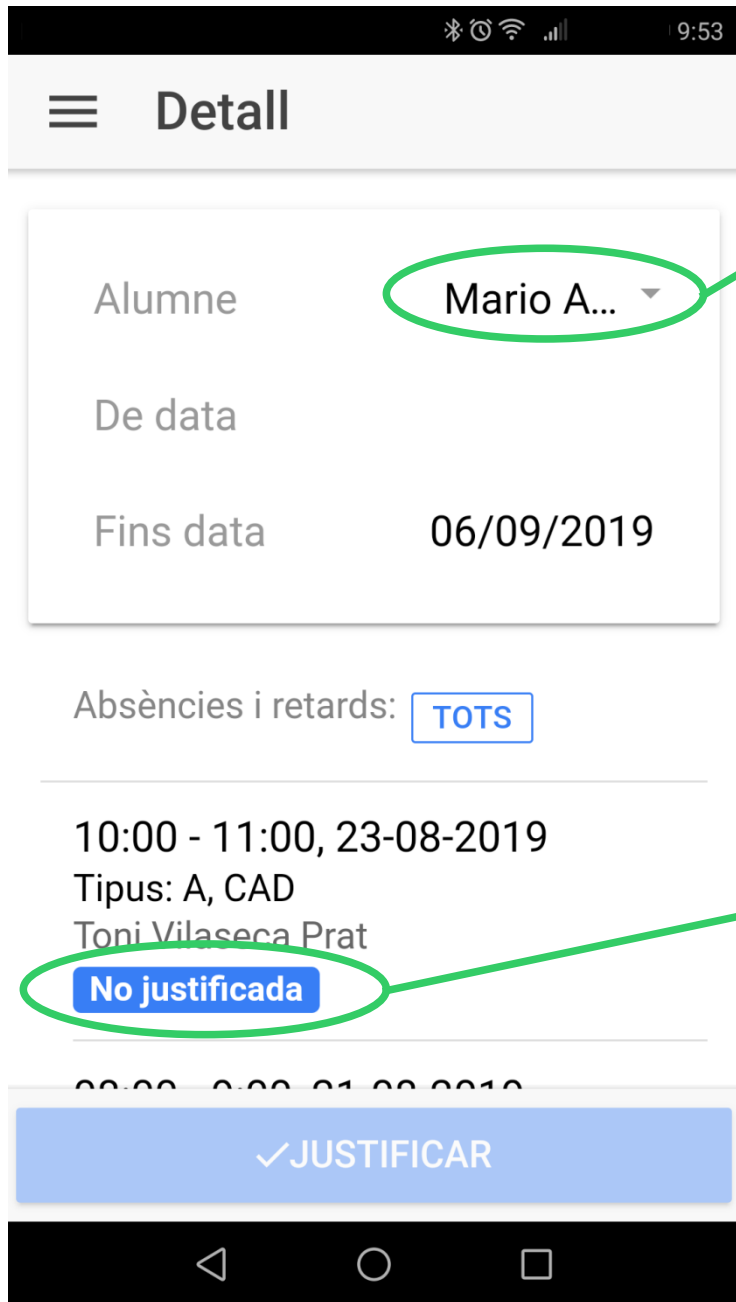 9:53
Detall
Alumne Mario A...
De data
Fins data 06/09/2019
Absències i retards: TOTS
10:00 - 11:00, 23-08-2019
Tipus: A, CAD
Toni Vilaseca Prat
No justificada
JUSTIFICAR